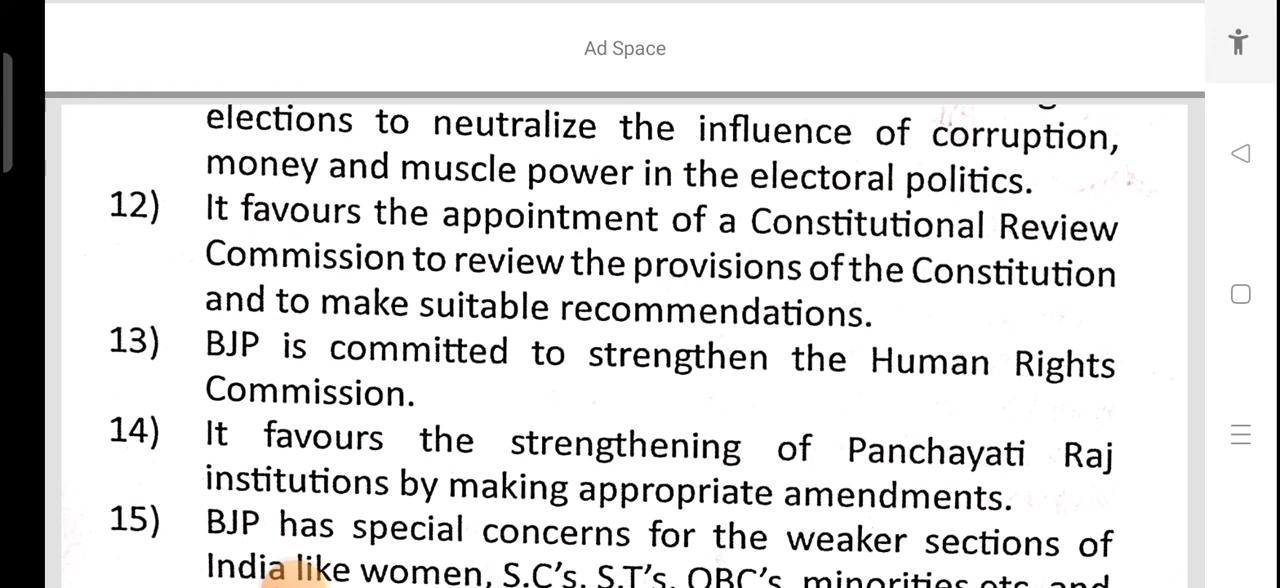 Ad Space
elections to neutralize the influence of corruption,
money and muscle power in the electoral politics.
12) It favours the appointment of a Constitutional Review
Commission to review the provisions of the Constitution
and to make suitable recommendations.
13) BJP is committed to strengthen the Human Rights
Commission.
14) It favours the strengthening of Panchayati Raj
institutions by making appropriate amendments.
15) BJP has special concerns for the weaker sections of
India like women, S.C's, S.T's, OBC's, minorities etc. and